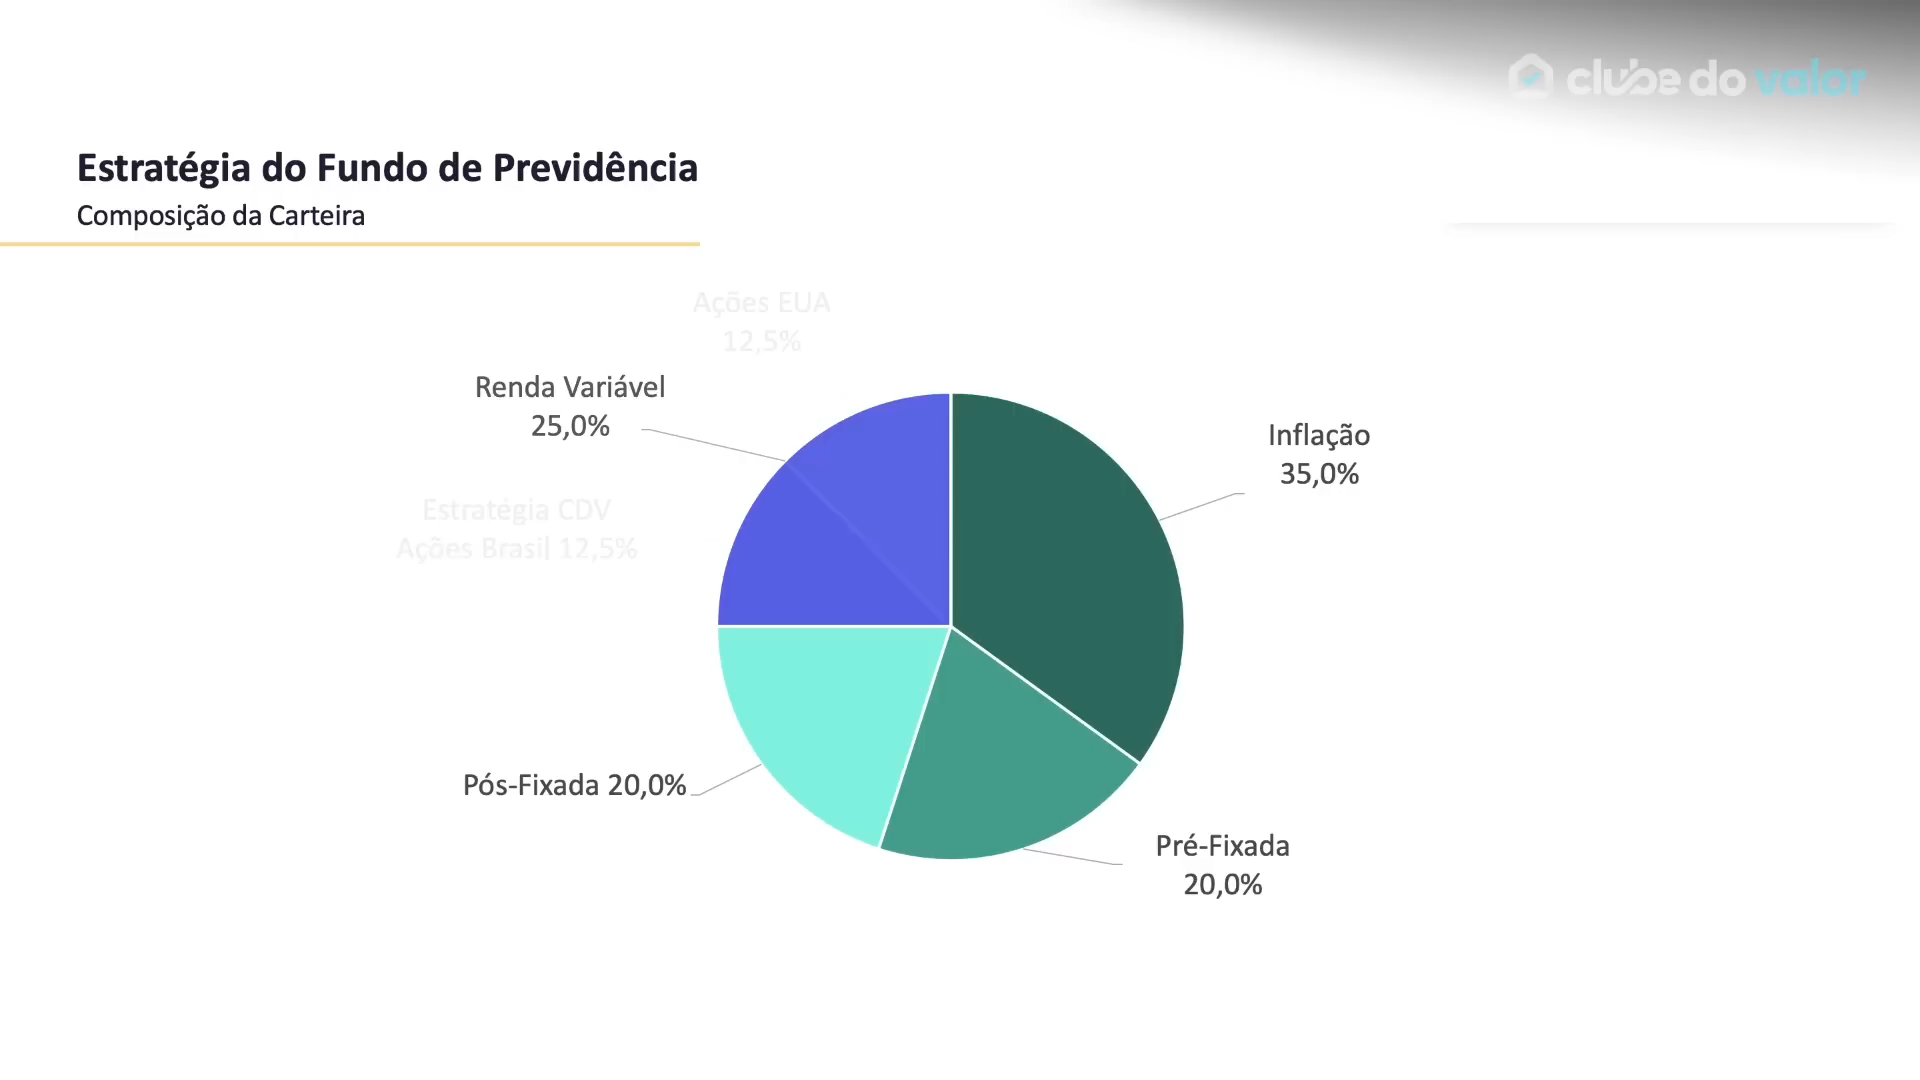 clube do valor
Estratégia do Fundo de Previdência
Composição da Carteira
Ações EUA
12,5%
Renda Variável
25,0%
Inflação
35,0%
Estratégia CDV
Ações Brasil 12,5%
Pós-Fixada 20,0%
Pré-Fixada
20,0%